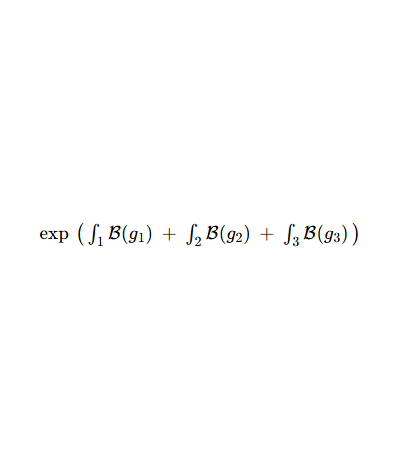 exp ( ∫₁ ℬ(g₁) + ∫₂ ℬ(g₂) + ∫₃ ℬ(g₃) )